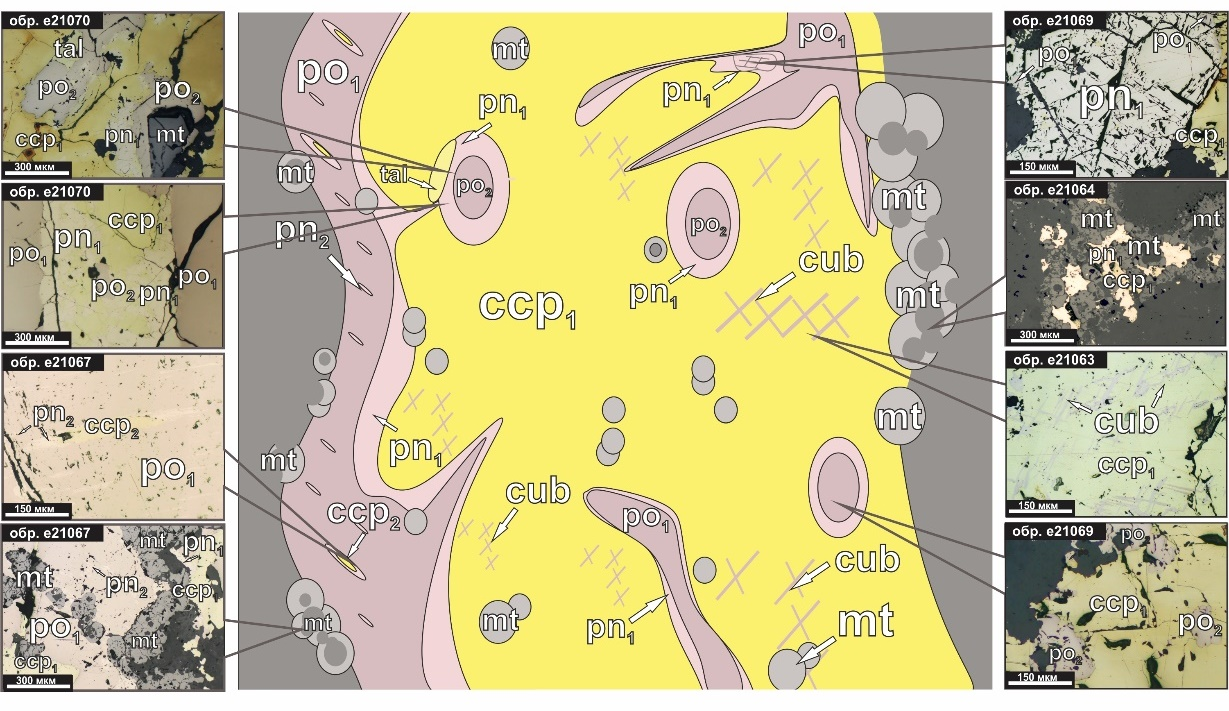 обр. e21070
tal
po2
po2
ccp1
pn1
mt
300 мкм
обр. e21070
ccp1
po1
pn1
po2
pn1
po1
300 мкм
обр. e21067
pn2
ccp2
po1
150 мкм
обр. e21067
mt
pn1
mt
pn2
ccp1
po1
mt
ccp1
300 мкм
po1
mt
pn1
po1
pn1
mt
tal
po2
pn2
po2
mt
pn1
cub
ccp1
mt
mt
pn1
mt
ccp2
cub
po1
cub
mt
mt
pn1
mt
обр. e21069
po
po1
pn1
ccp1
150 мкм
обр. e21064
mt
mt
pn1
mt
ccp1
300 мкм
обр. e21063
cub
ccp1
150 мкм
обр. e21069
po
ccp1
po2
po2
150 мкм